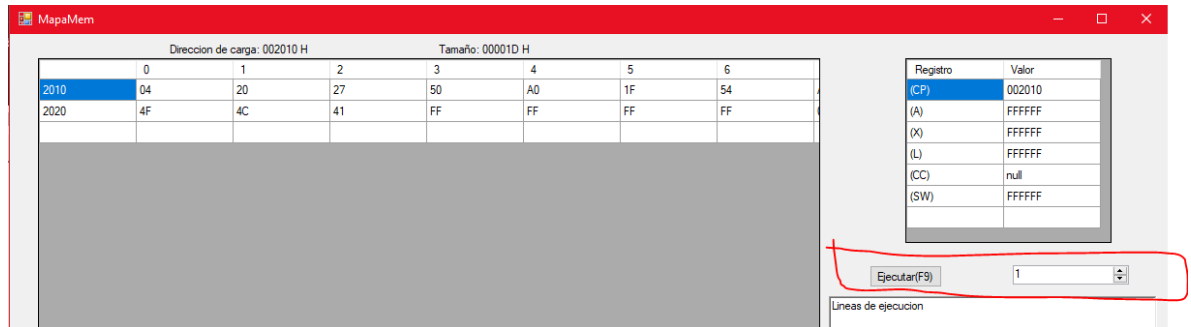 MapaMem
Direccion de carga: 002010 H Tamaño: 00001D H
0 1 2 3 4 5 6
2010 04 20 27 50 A0 1F 54
2020 4F 4C 41 FF FF FF FF
Registro Valor
(CP) 002010
(A) FFFFFF
(X) FFFFFF
(L) FFFFFF
(CC) null
(SW) FFFFFF
Ejecutar(F9) 1
Lineas de ejecucion